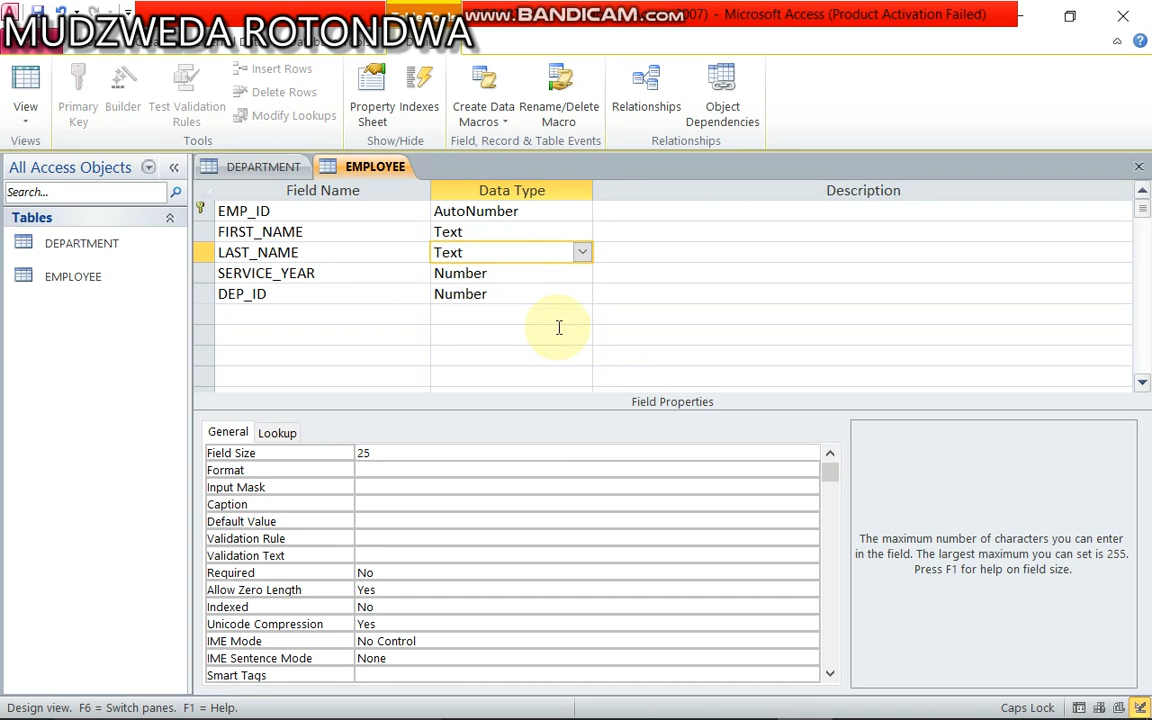 www.BANDICAM.com
2007) - Microsoft Access (Product Activation Failed)
MUDZWEDA ROTONDWA
View
Primary Key
Builder
Test Validation Rules
Insert Rows
Delete Rows
Modify Lookups
Property Sheet
Indexes
Create Data Macros
Rename/Delete Macro
Relationships
Object Dependencies
Views
Tools
Show/Hide
Field, Record & Table Events
Relationships
All Access Objects
Search...
Tables
DEPARTMENT
EMPLOYEE
DEPARTMENT
EMPLOYEE
Field Name
Data Type
Description
EMP_ID
AutoNumber
FIRST_NAME
Text
LAST_NAME
Text
SERVICE_YEAR
Number
DEP_ID
Number
Field Properties
General
Lookup
Field Size
25
Format
Input Mask
Caption
Default Value
Validation Rule
Validation Text
Required
No
Allow Zero Length
Yes
Indexed
No
Unicode Compression
Yes
IME Mode
No Control
IME Sentence Mode
None
Smart Tags
The maximum number of characters you can enter
in the field. The largest maximum you can set is 255.
Press F1 for help on field size.
Design view. F6 = Switch panes. F1 = Help.
Caps Lock